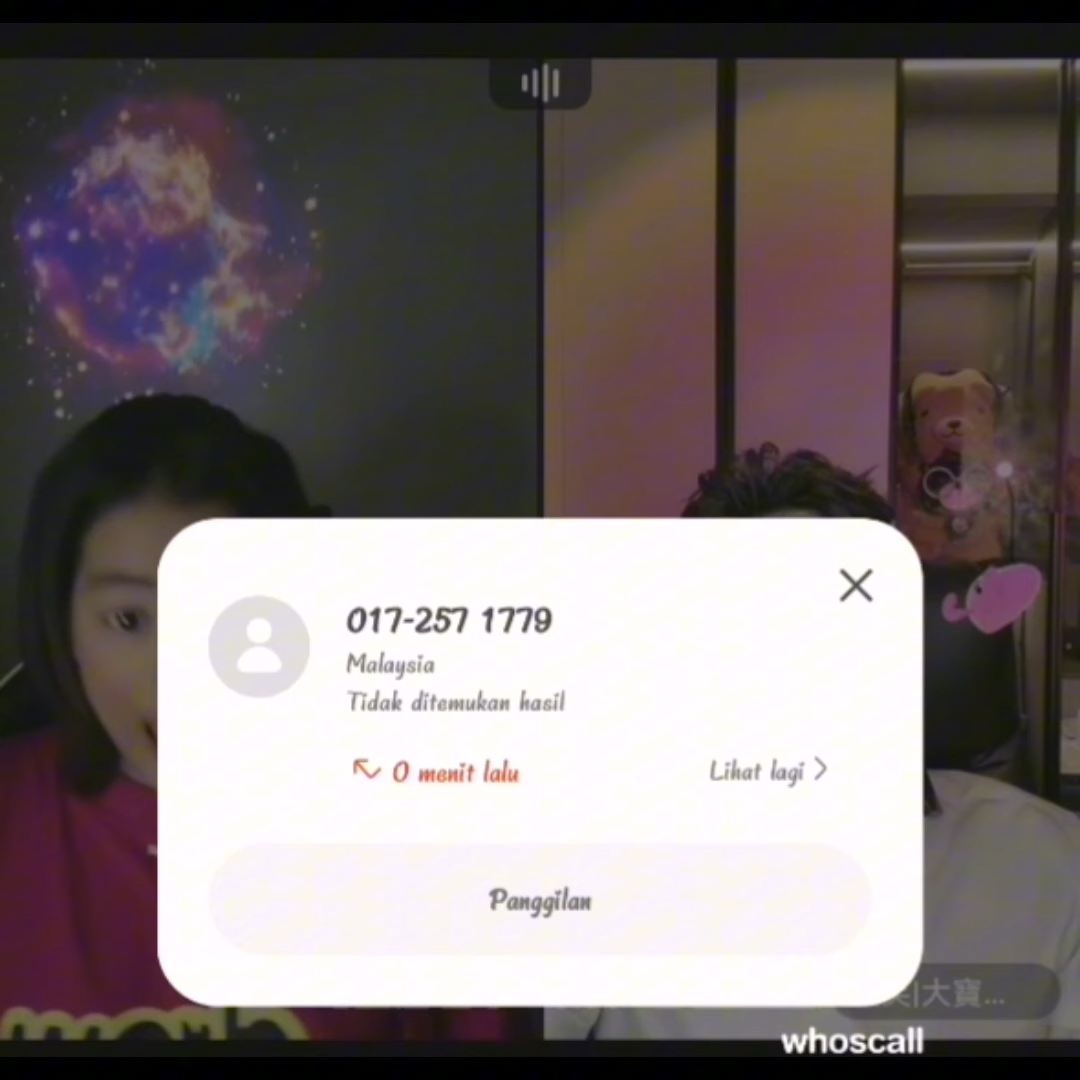 017-257 1779
Malaysia
Tidak ditemukan hasil
0 menit lalu
Lihat lagi
Panggilan
大寶...
whoscall